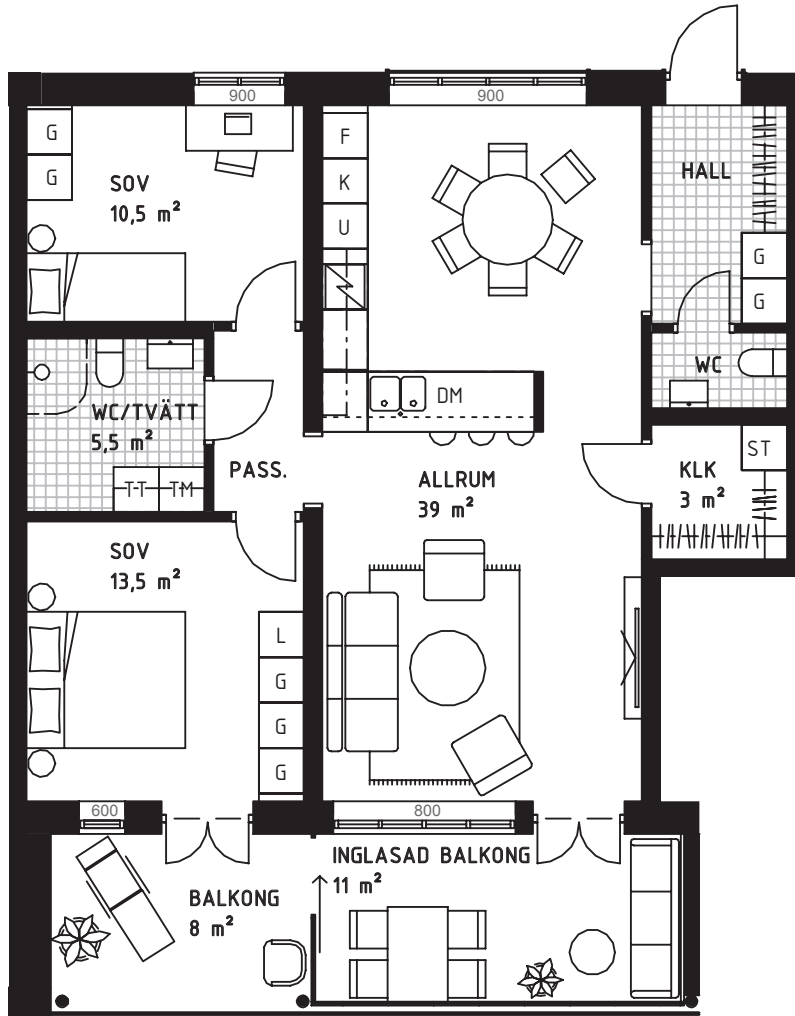 900
900
G
G
SOV
10,5 m²
F
K
U
HALL
G
G
WC
WC/TVÄTT
5,5 m²
TT
TM
DM
PASS.
ALLRUM
39 m²
ST
KLK
3 m²
SOV
13,5 m²
L
G
G
G
600
800
INGLASAD BALKONG
11 m²
BALKONG
8 m²